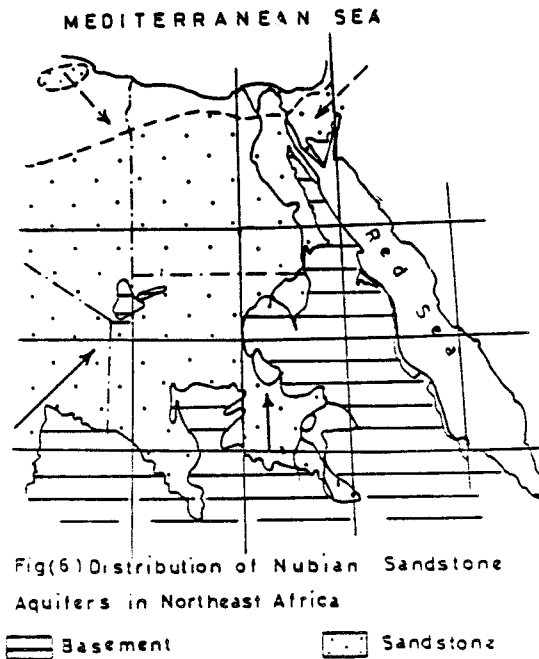 MEDITERRANEAN SEA
Red Sea
Fig(6) Distribution of Nubian Sandstone
Aquifers in Northeast Africa
Basement
Sandstone